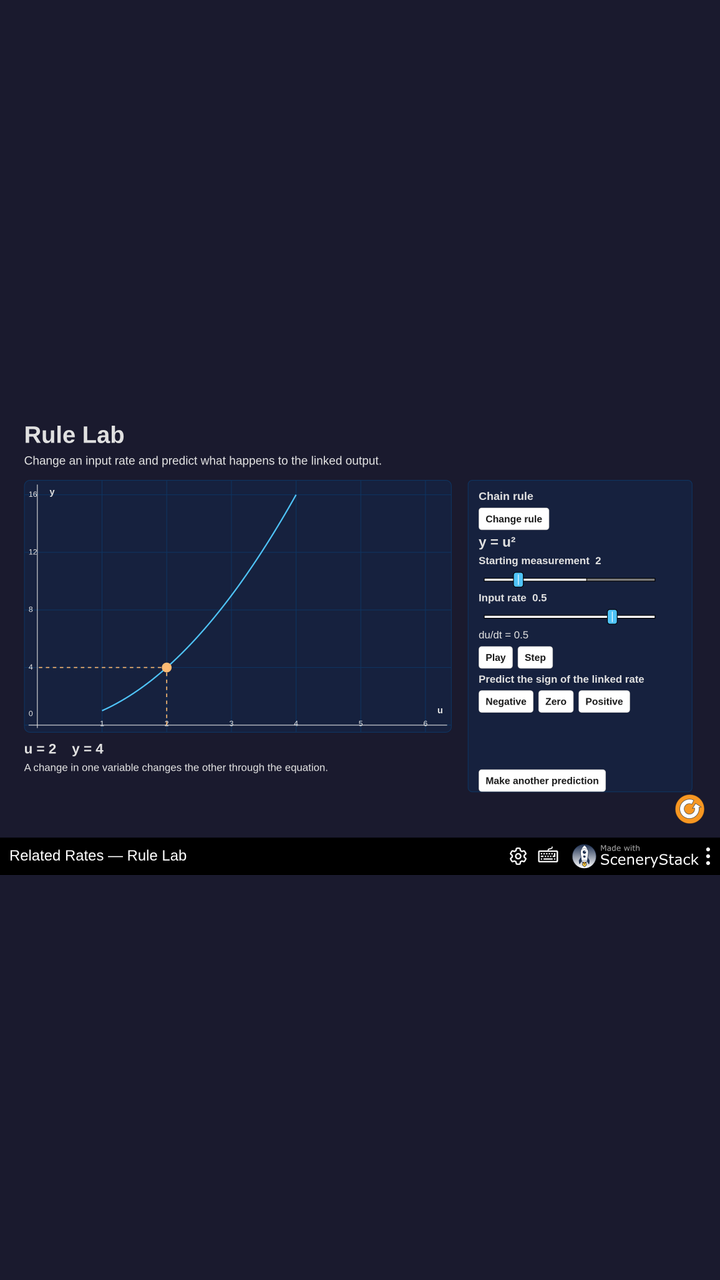 Rule Lab
Change an input rate and predict what happens to the linked output.
16
y
12
8
4
0
u
1 2 3 4 5 6
u = 2 y = 4
A change in one variable changes the other through the equation.
Chain rule
Change rule
y = u²
Starting measurement 2
Input rate 0.5
du/dt = 0.5
Play Step
Predict the sign of the linked rate
Negative Zero Positive
Make another prediction
Related Rates — Rule Lab
Made with
SceneryStack